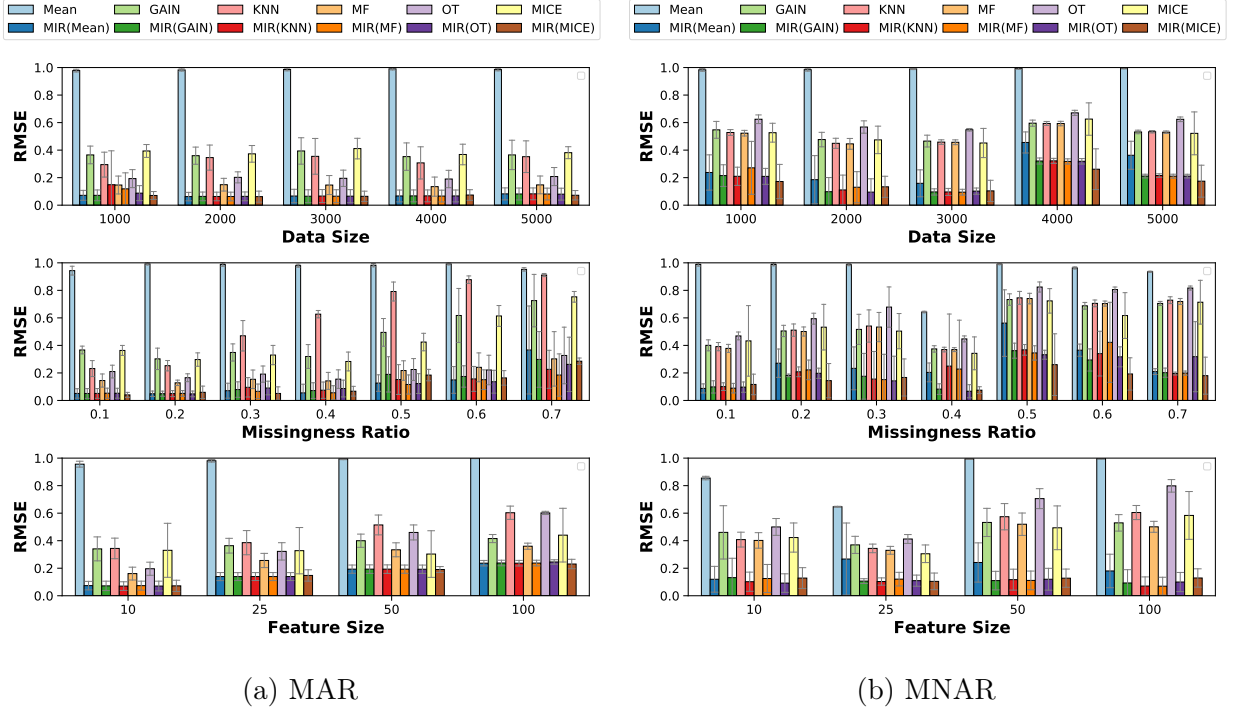 Mean GAIN KNN MF OT MICE
MIR(Mean) MIR(GAIN) MIR(KNN) MIR(MF) MIR(OT) MIR(MICE)
1.0
0.8
0.6
0.4
0.2
0.0
RMSE
1000 2000 3000 4000 5000
Data Size
1.0
0.8
0.6
0.4
0.2
0.0
RMSE
0.1 0.2 0.3 0.4 0.5 0.6 0.7
Missingness Ratio
1.0
0.8
0.6
0.4
0.2
0.0
RMSE
10 25 50 100
Feature Size
(a) MAR
Mean GAIN KNN MF OT MICE
MIR(Mean) MIR(GAIN) MIR(KNN) MIR(MF) MIR(OT) MIR(MICE)
1.0
0.8
0.6
0.4
0.2
0.0
RMSE
1000 2000 3000 4000 5000
Data Size
1.0
0.8
0.6
0.4
0.2
0.0
RMSE
0.1 0.2 0.3 0.4 0.5 0.6 0.7
Missingness Ratio
1.0
0.8
0.6
0.4
0.2
0.0
RMSE
10 25 50 100
Feature Size
(b) MNAR